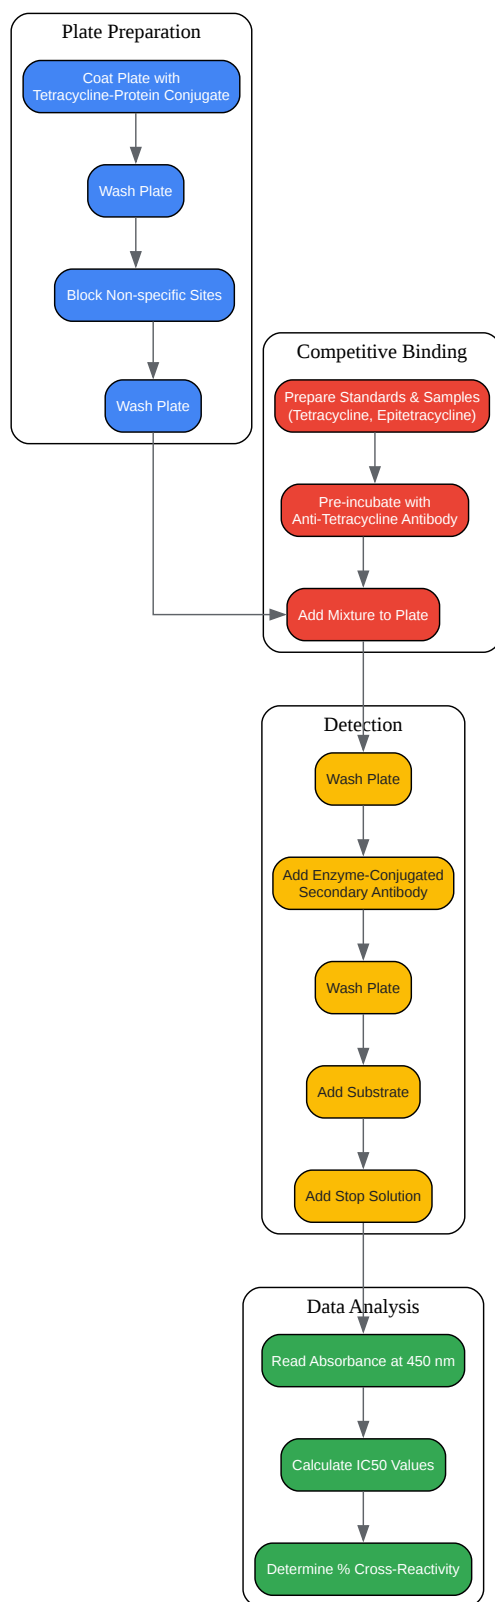 Plate Preparation
Coat Plate with
Tetracycline-Protein Conjugate
Wash Plate
Block Non-specific Sites
Wash Plate
Competitive Binding
Prepare Standards & Samples
(Tetracycline, Epitetracycline)
Pre-incubate with
Anti-Tetracycline Antibody
Add Mixture to Plate
Detection
Wash Plate
Add Enzyme-Conjugated
Secondary Antibody
Wash Plate
Add Substrate
Add Stop Solution
Data Analysis
Read Absorbance at 450 nm
Calculate IC50 Values
Determine % Cross-Reactivity